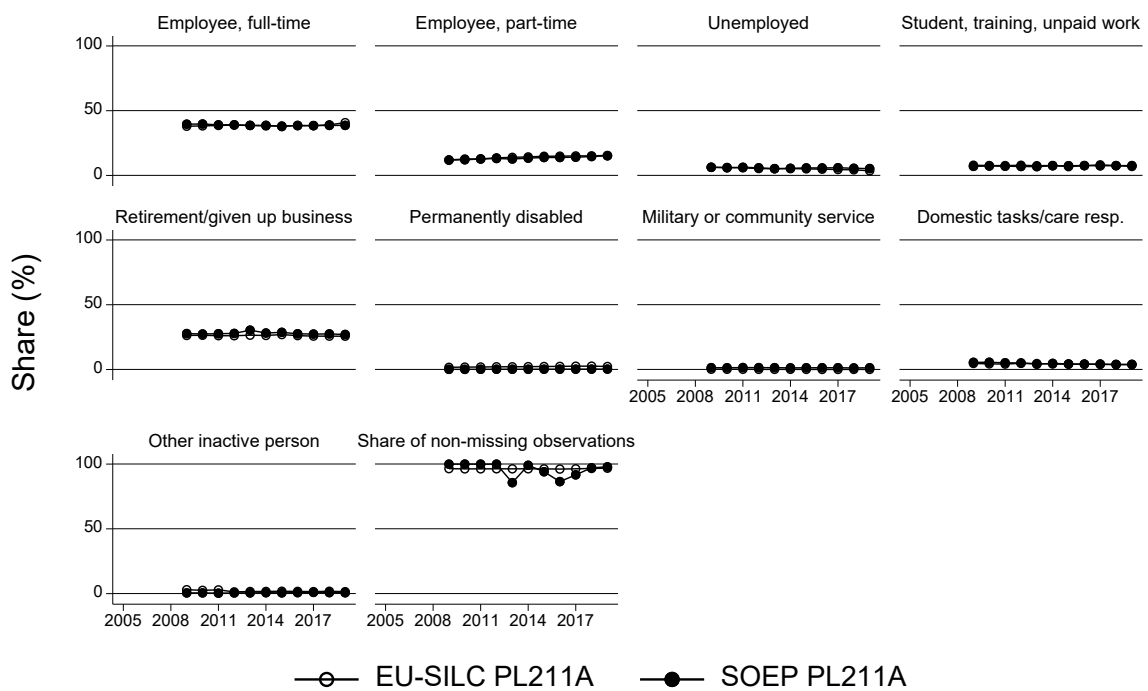 Employee, full-time Employee, part-time Unemployed Student, training, unpaid work
100
50
0
Retirement/given up business Permanently disabled Military or community service Domestic tasks/care resp.
100
50
0
2005 2008 2011 2014 2017 2005 2008 2011 2014 2017
Other inactive person Share of non-missing observations
100
50
0
2005 2008 2011 2014 2017 2005 2008 2011 2014 2017
Share (%)
EU-SILC PL211A SOEP PL211A